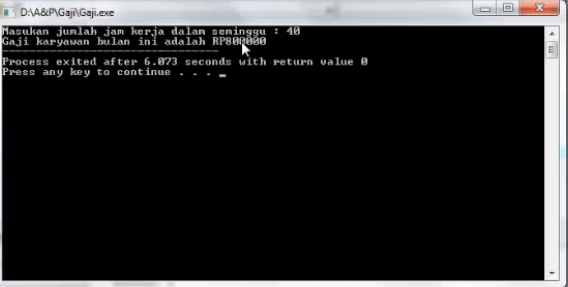 D:\A&P\Gaji\Gaji.exe
Masukan jumlah jam kerja dalam seminggu : 40
Gaji karyawan bulan ini adalah RP800000
--------------------------------
Process exited after 6.073 seconds with return value 0
Press any key to continue . . . _